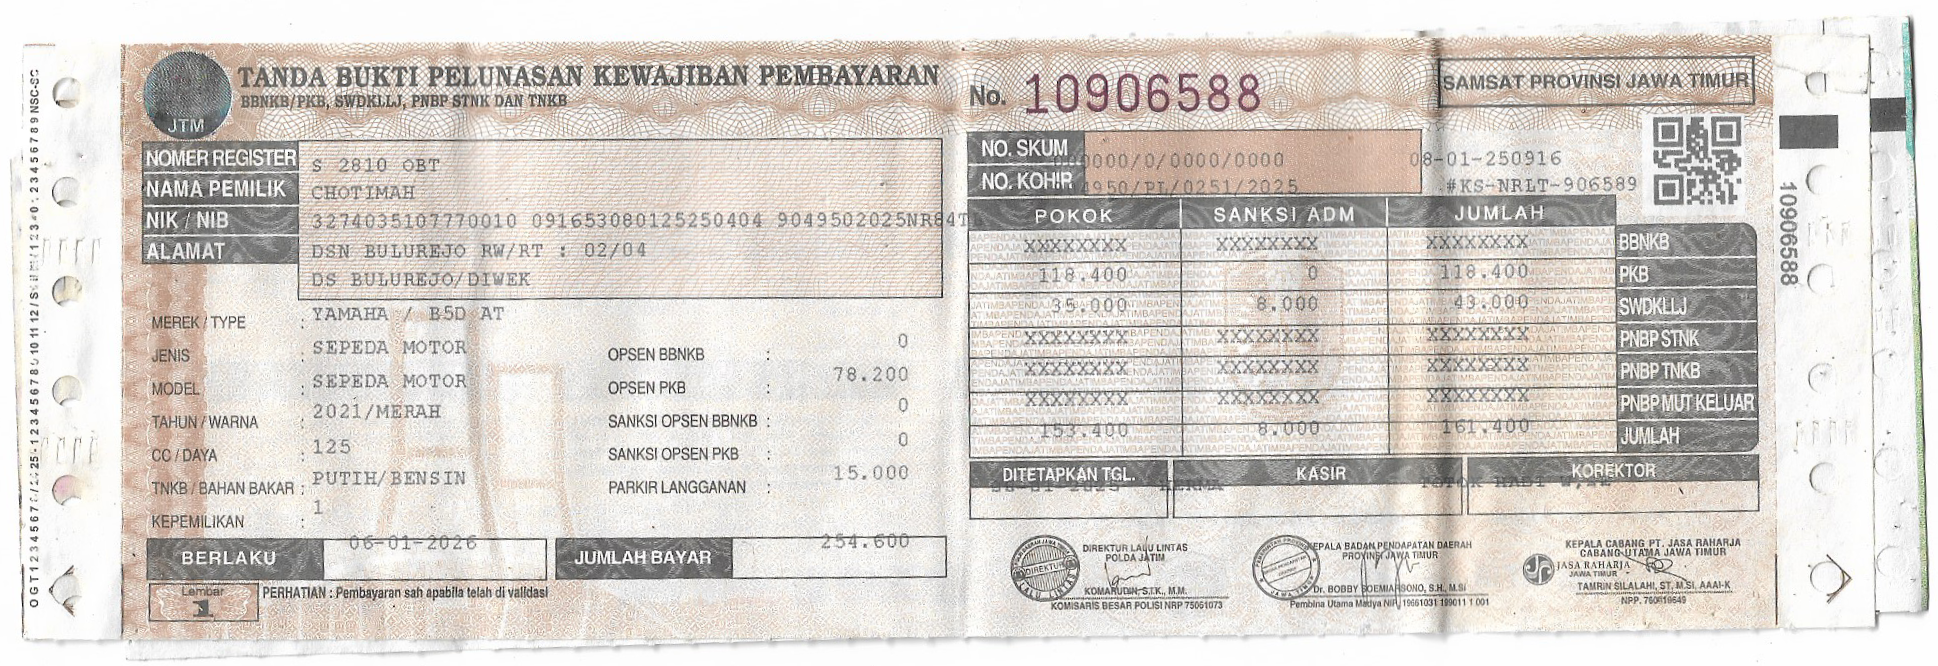 OGT1234567
JTM
TANDA BUKTI PELUNASAN KEWAJIBAN PEMBAYARAN
BBNKB/PKB, SWDKLLJ, PNBP STNK DAN TNKB
No. 10906588
SAMSAT PROVINSI JAWA TIMUR
NOMER REGISTER S 2810 OBT
NAMA PEMILIK CHOTIMAH
NIK / NIB 3274035107770010 091653080125250404 9049502025NR84T
ALAMAT DSN BULUREJO RW/RT : 02/04
DS BULUREJO/DIWEK
MEREK / TYPE : YAMAHA / B5D AT
JENIS : SEPEDA MOTOR
MODEL : SEPEDA MOTOR
TAHUN / WARNA : 2021/MERAH
CC / DAYA : 125
TNKB / BAHAN BAKAR : PUTIH/BENSIN
KEPEMILIKAN : 1
OPSEN BBNKB : 0
OPSEN PKB : 78.200
SANKSI OPSEN BBNKB : 0
SANKSI OPSEN PKB : 0
PARKIR LANGGANAN : 15.000
BERLAKU 06-01-2026
JUMLAH BAYAR 254.600
Lembar 1
PERHATIAN : Pembayaran sah apabila telah di validasi
NO. SKUM 000000/0/0000/0000 08-01-250916
NO. KOHIR 4950/PL/0251/2025 #KS-NRLT-906589
POKOK SANKSI ADM JUMLAH
XXXXXXXX XXXXXXXX XXXXXXXX BBNKB
118.400 0 118.400 PKB
35.000 8.000 43.000 SWDKLLJ
XXXXXXXX XXXXXXXX XXXXXXXX PNBP STNK
XXXXXXXX XXXXXXXX XXXXXXXX PNBP TNKB
XXXXXXXX XXXXXXXX XXXXXXXX PNBP MUT KELUAR
153.400 8.000 161.400 JUMLAH
DITETAPKAN TGL. KASIR KOREKTOR
DIREKTUR LALU LINTAS
POLDA JATIM
DIREKTUR
KOMARUDIN, S.I.K., M.M.
KOMISARIS BESAR POLISI NRP 75061073
KEPALA BADAN PENDAPATAN DAERAH
PROVINSI JAWA TIMUR
Dr. BOBBY SOEMIARSONO, S.H., M.Si
Pembina Utama Madya NIP. 19661031 199011 1 001
KEPALA CABANG PT. JASA RAHARJA
CABANG UTAMA JAWA TIMUR
JASA RAHARJA
JAWA TIMUR
TAMRIN SILALAHI, ST, M.SI, AAAI-K
10906588